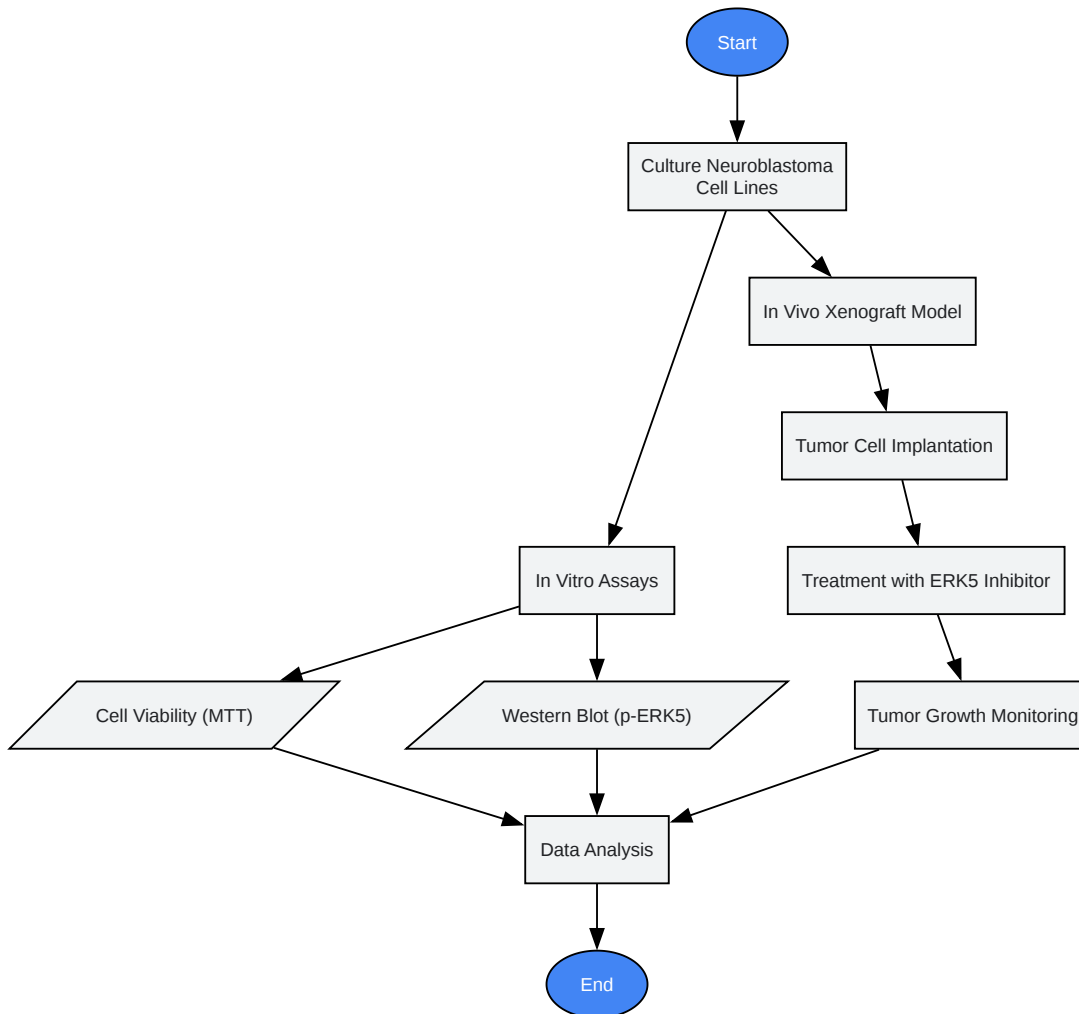 Start
Culture Neuroblastoma
Cell Lines
In Vivo Xenograft Model
Tumor Cell Implantation
In Vitro Assays
Treatment with ERK5 Inhibitor
Cell Viability (MTT)
Western Blot (p-ERK5)
Tumor Growth Monitoring
Data Analysis
End